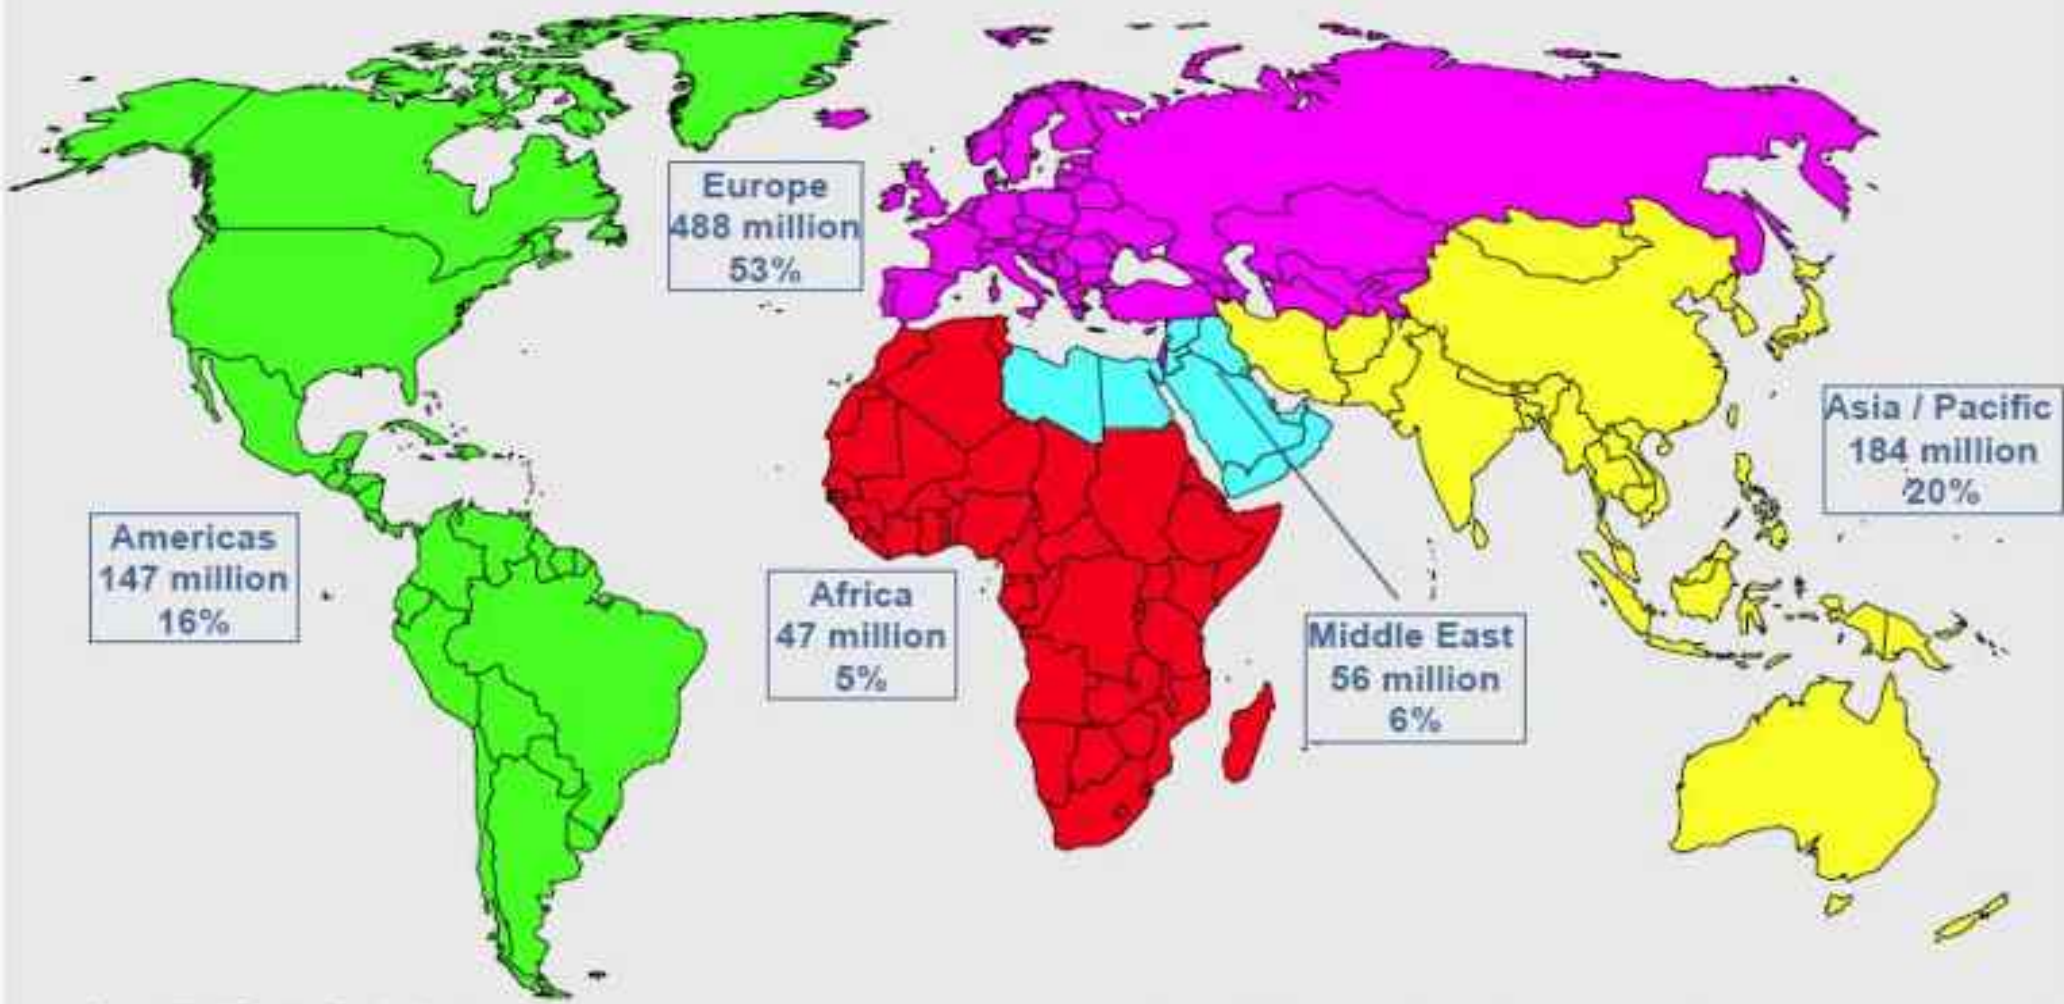 Europe
488 million
53%
Asia / Pacific
184 million
20%
Americas
147 million
16%
Africa
47 million
5%
Middle East
56 million
6%